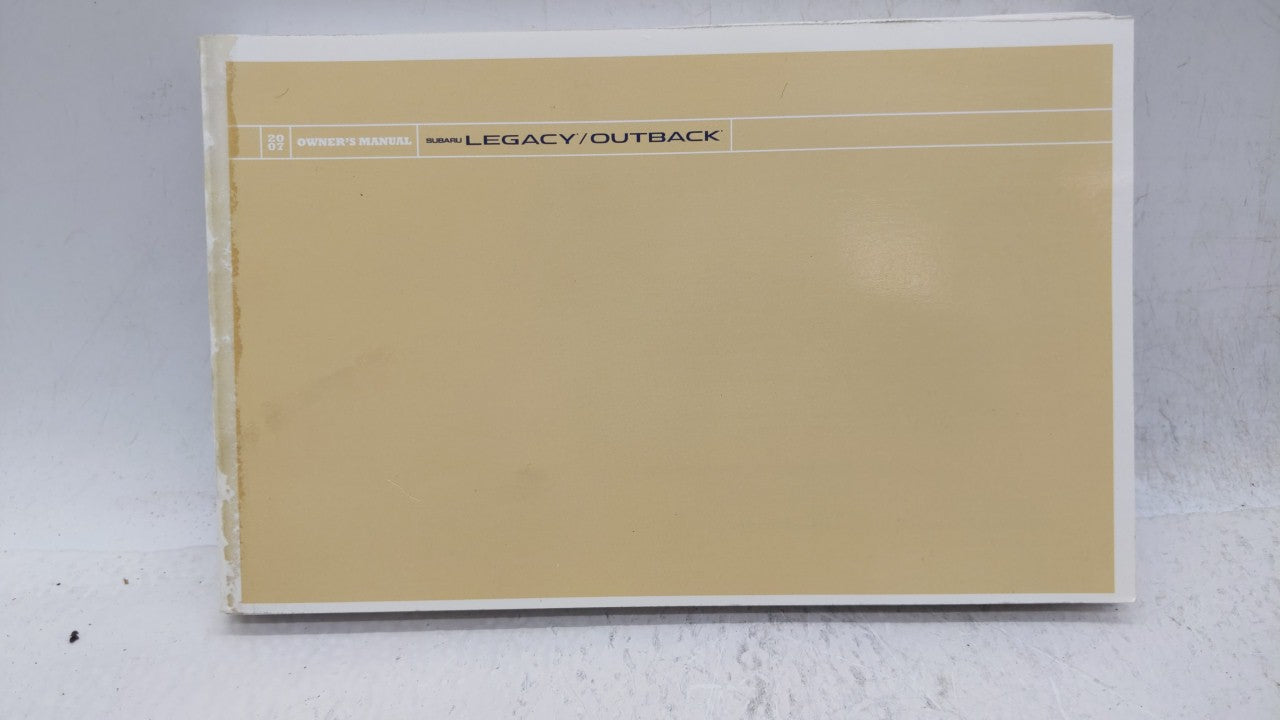 20
07
OWNER'S MANUAL
SUBARU LEGACY/OUTBACK